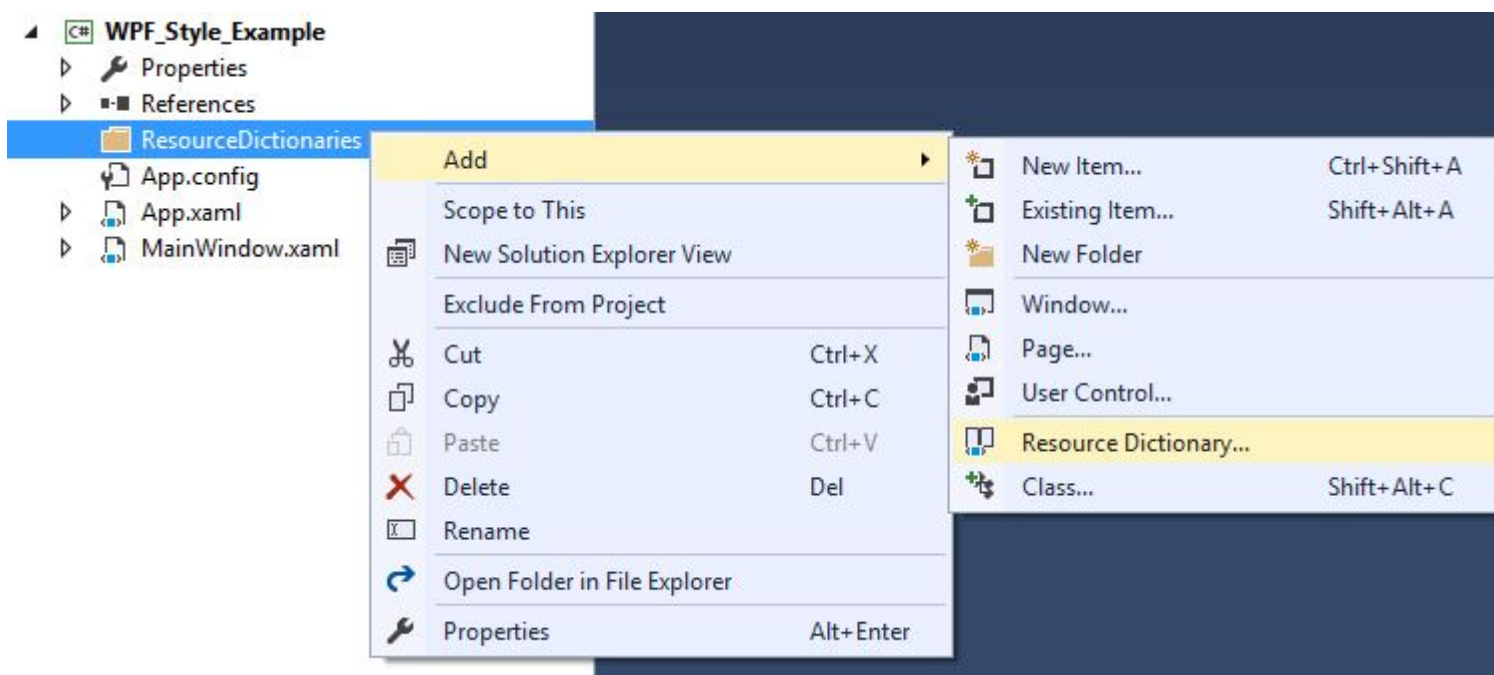 C# WPF_Style_Example
Properties
References
ResourceDictionaries
App.config
App.xaml
MainWindow.xaml
Add
Scope to This
New Solution Explorer View
Exclude From Project
Cut Ctrl+X
Copy Ctrl+C
Paste Ctrl+V
Delete Del
Rename
Open Folder in File Explorer
Properties Alt+Enter
New Item... Ctrl+Shift+A
Existing Item... Shift+Alt+A
New Folder
Window...
Page...
User Control...
Resource Dictionary...
Class... Shift+Alt+C